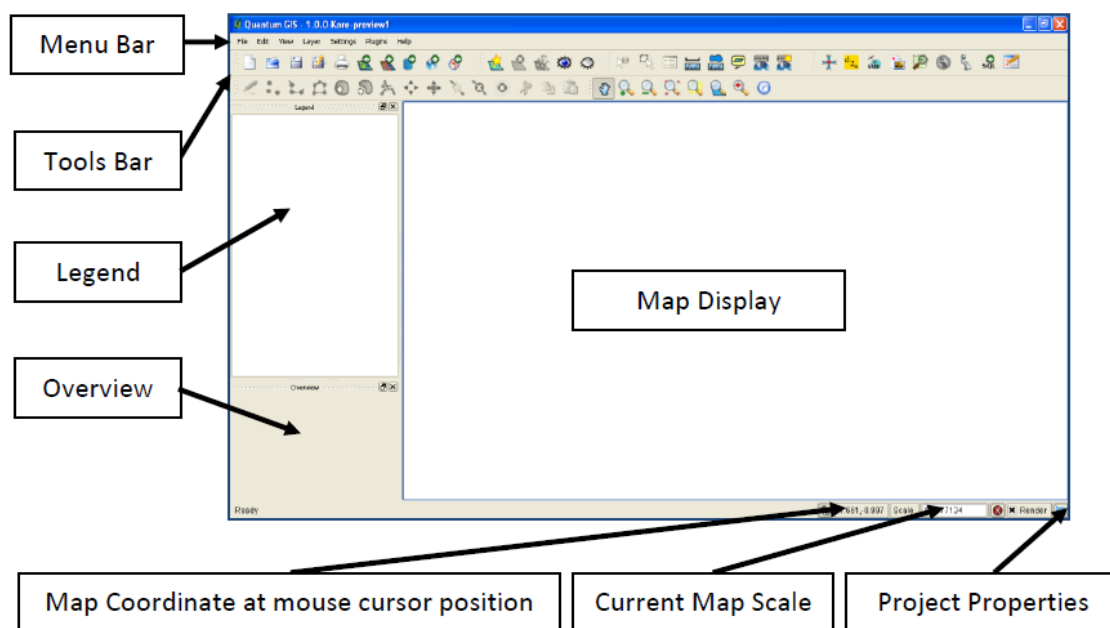 Quantum GIS - 1.0.0-Kore-preview1
Menu Bar
File Edit View Layer Settings Plugins Help
Legend
Tools Bar
Legend
Map Display
Overview
Overview
Ready
Scale
Render
Map Coordinate at mouse cursor position
Current Map Scale
Project Properties